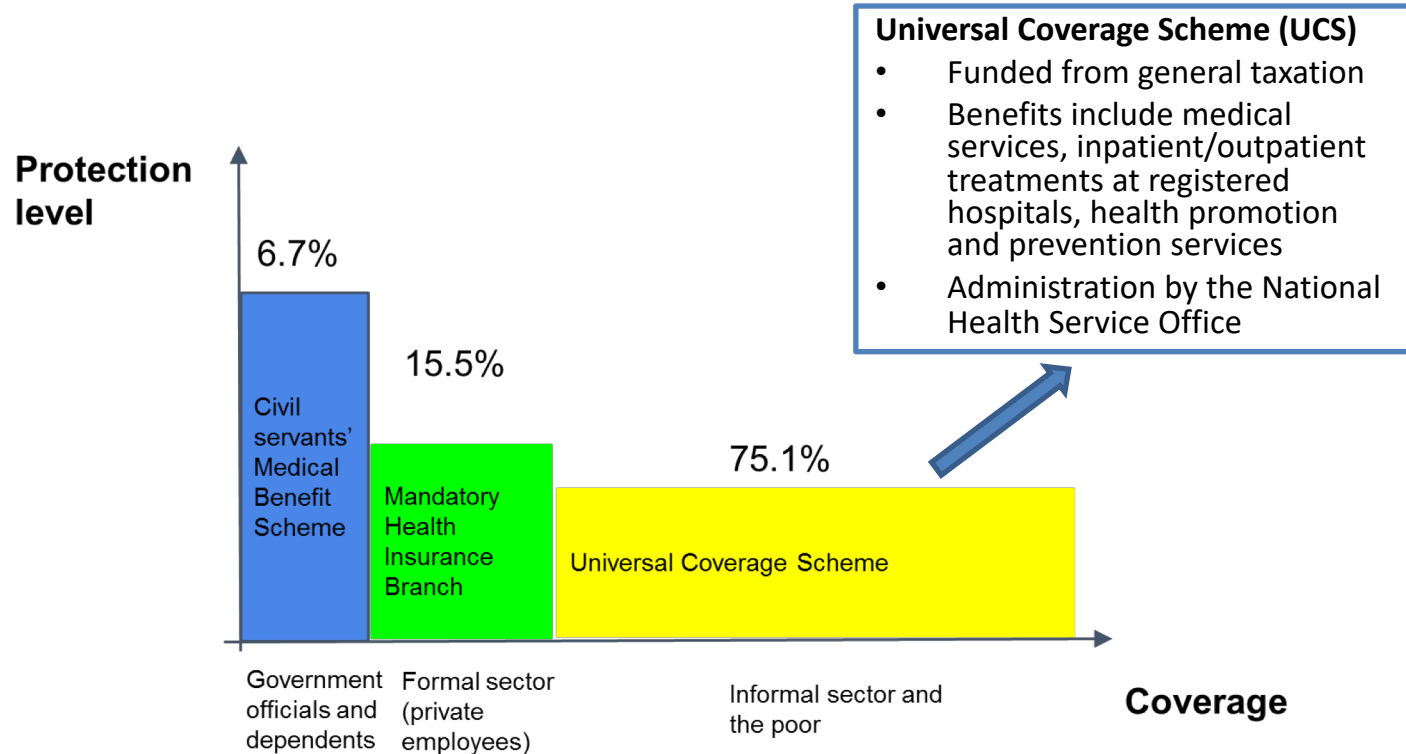 Universal Coverage Scheme (UCS)
• Funded from general taxation
• Benefits include medical
services, inpatient/outpatient
treatments at registered
hospitals, health promotion
and prevention services
• Administration by the National
Health Service Office
Protection
level
6.7%
15.5%
75.1%
Civil
servants’
Medical
Benefit
Scheme
Mandatory
Health
Insurance
Branch
Universal Coverage Scheme
Government
officials and
dependents
Formal sector
(private
employees)
Informal sector and
the poor
Coverage